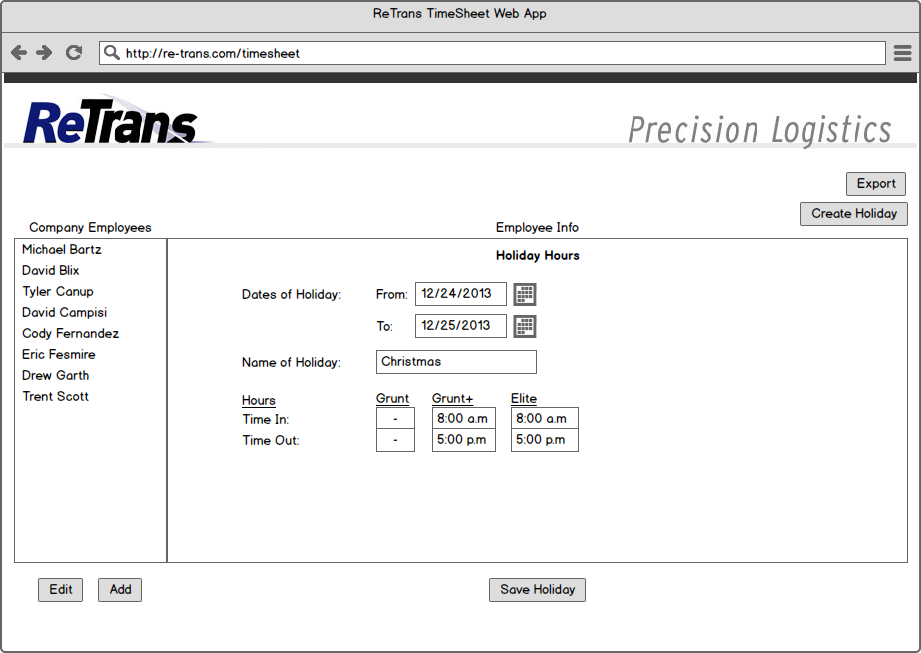 ReTrans TimeSheet Web App
http://re-trans.com/timesheet
ReTrans
Precision Logistics
Export
Create Holiday
Company Employees
Employee Info
Michael Bartz
David Blix
Tyler Canup
David Campisi
Cody Fernandez
Eric Fesmire
Drew Garth
Trent Scott
Holiday Hours
Dates of Holiday: From: 12/24/2013
To: 12/25/2013
Name of Holiday: Christmas
Hours Grunt Grunt+ Elite
Time In: - 8:00 a.m 8:00 a.m
Time Out: - 5:00 p.m 5:00 p.m
Edit Add Save Holiday